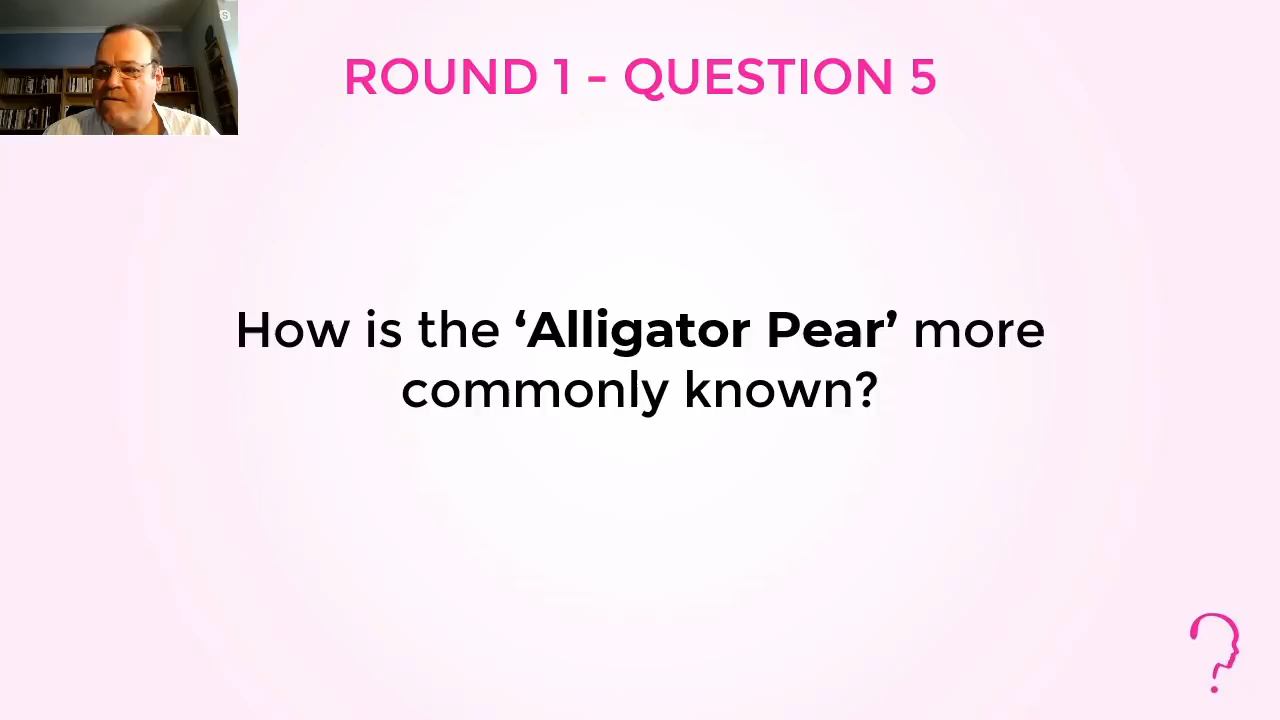 ROUND 1 - QUESTION 5
How is the ‘Alligator Pear’ more
commonly known?